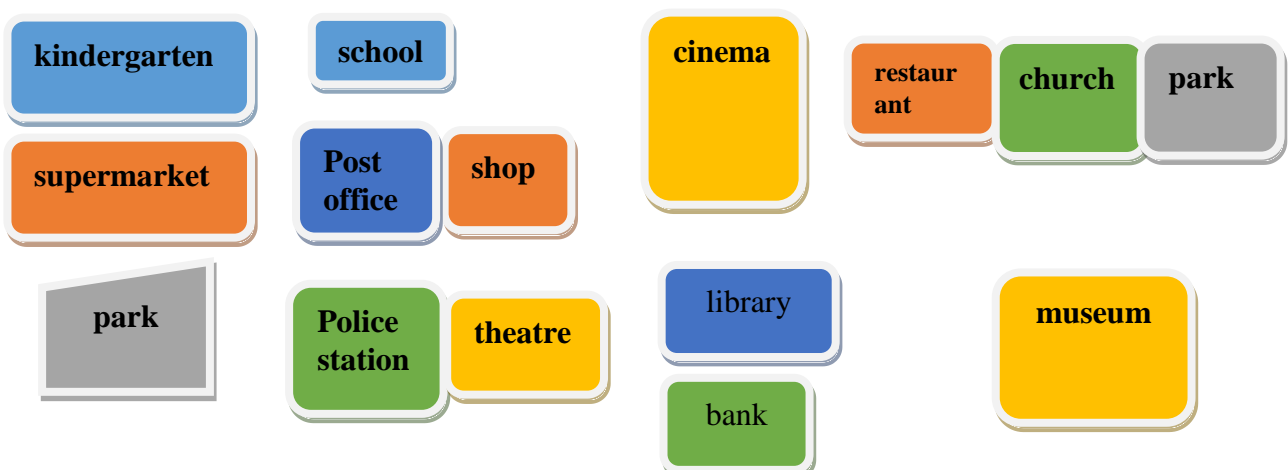 kindergarten
school
cinema
restaur
ant
church
park
supermarket
Post
office
shop
park
Police
station
theatre
library
museum
bank